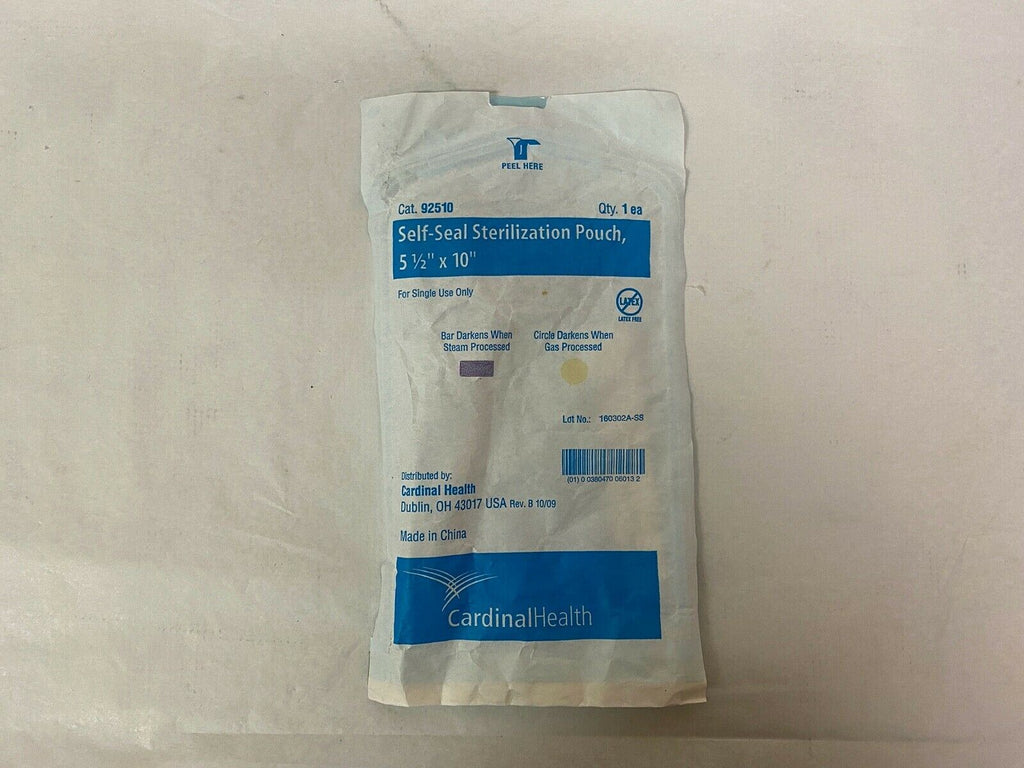 PEEL HERE
Cat. 92510 Qty. 1 ea
Self-Seal Sterilization Pouch,
5 ½" x 10"
For Single Use Only
LATEX
LATEX FREE
Bar Darkens When
Steam Processed
Circle Darkens When
Gas Processed
Lot No.: 160302A-SS
(01) 0 0380470 06013 2
Distributed by:
Cardinal Health
Dublin, OH 43017 USA Rev. B 10/09
Made in China
CardinalHealth